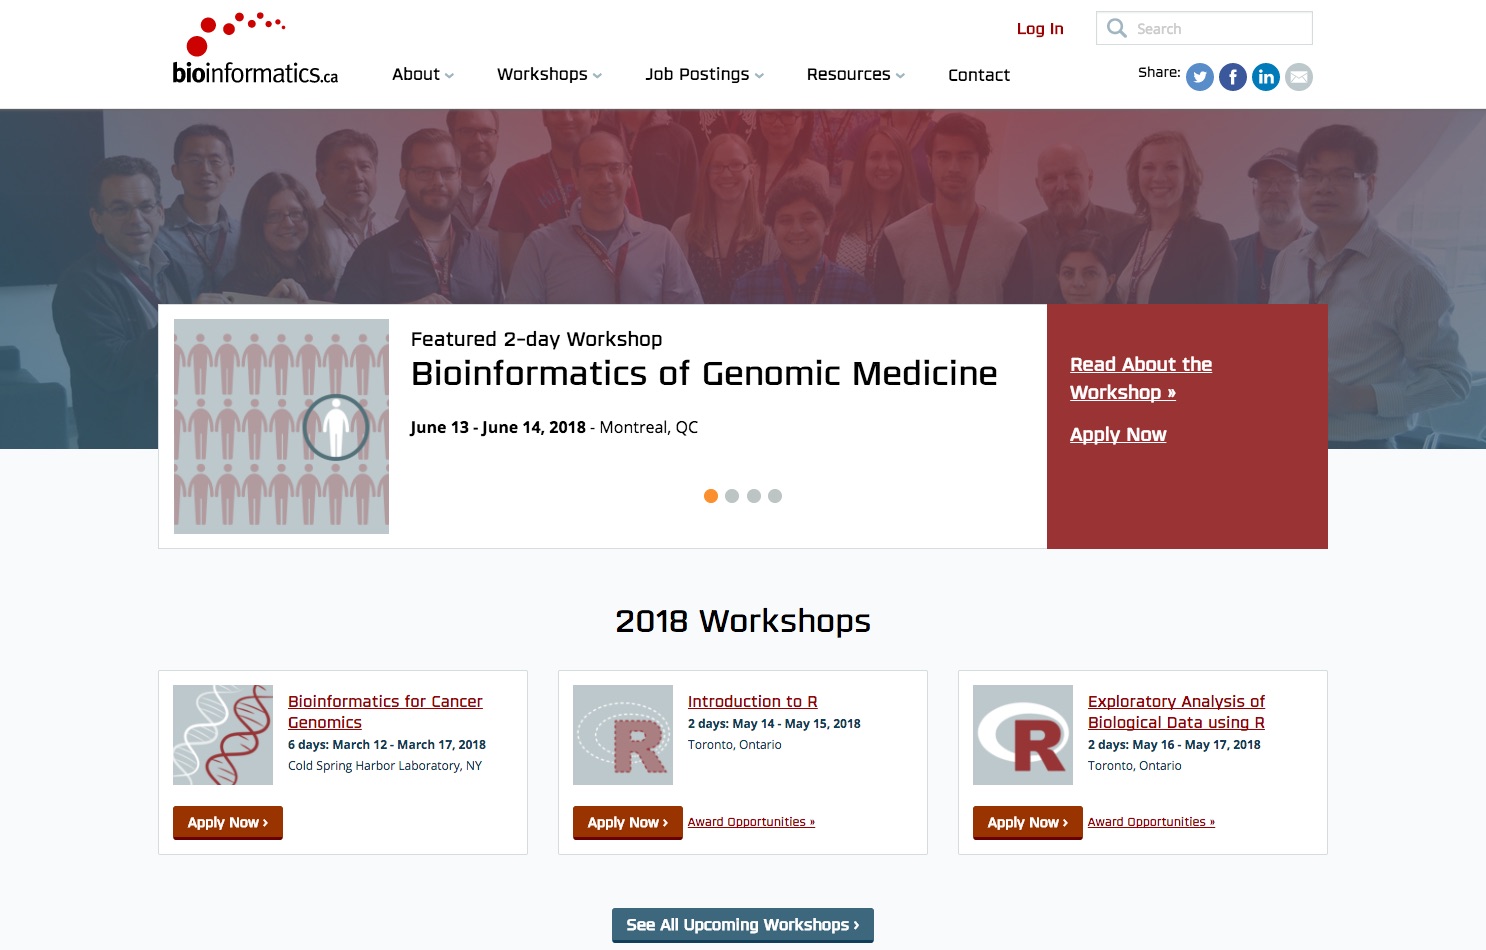 Log In
Search
bioinformatics.ca
About
Workshops
Job Postings
Resources
Contact
Share:
Featured 2-day Workshop
Bioinformatics of Genomic Medicine
June 13 - June 14, 2018 - Montreal, QC
Read About the
Workshop »
Apply Now
2018 Workshops
Bioinformatics for Cancer
Genomics
6 days: March 12 - March 17, 2018
Cold Spring Harbor Laboratory, NY
Apply Now ›
Introduction to R
2 days: May 14 - May 15, 2018
Toronto, Ontario
R
Apply Now ›
Award Opportunities »
Exploratory Analysis of
Biological Data using R
2 days: May 16 - May 17, 2018
Toronto, Ontario
R
Apply Now ›
Award Opportunities »
See All Upcoming Workshops ›